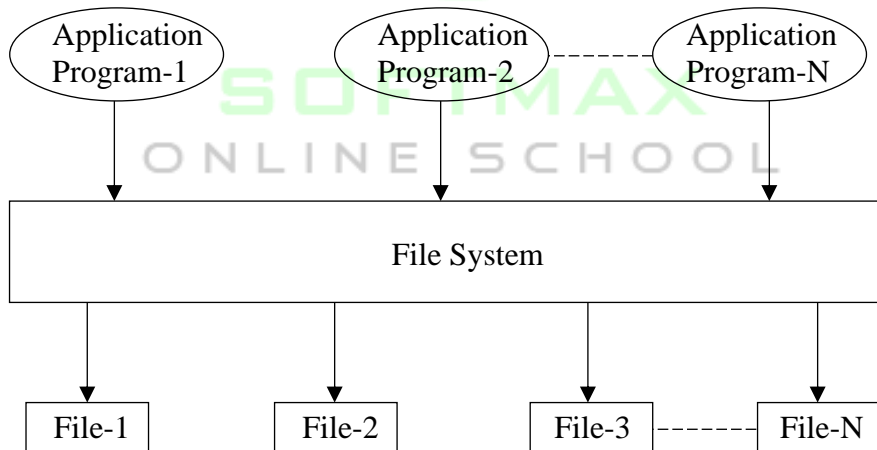 Application
Program-1
Application
Program-2
Application
Program-N
SOFTMAX
ONLINE SCHOOL
File System
File-1
File-2
File-3
File-N